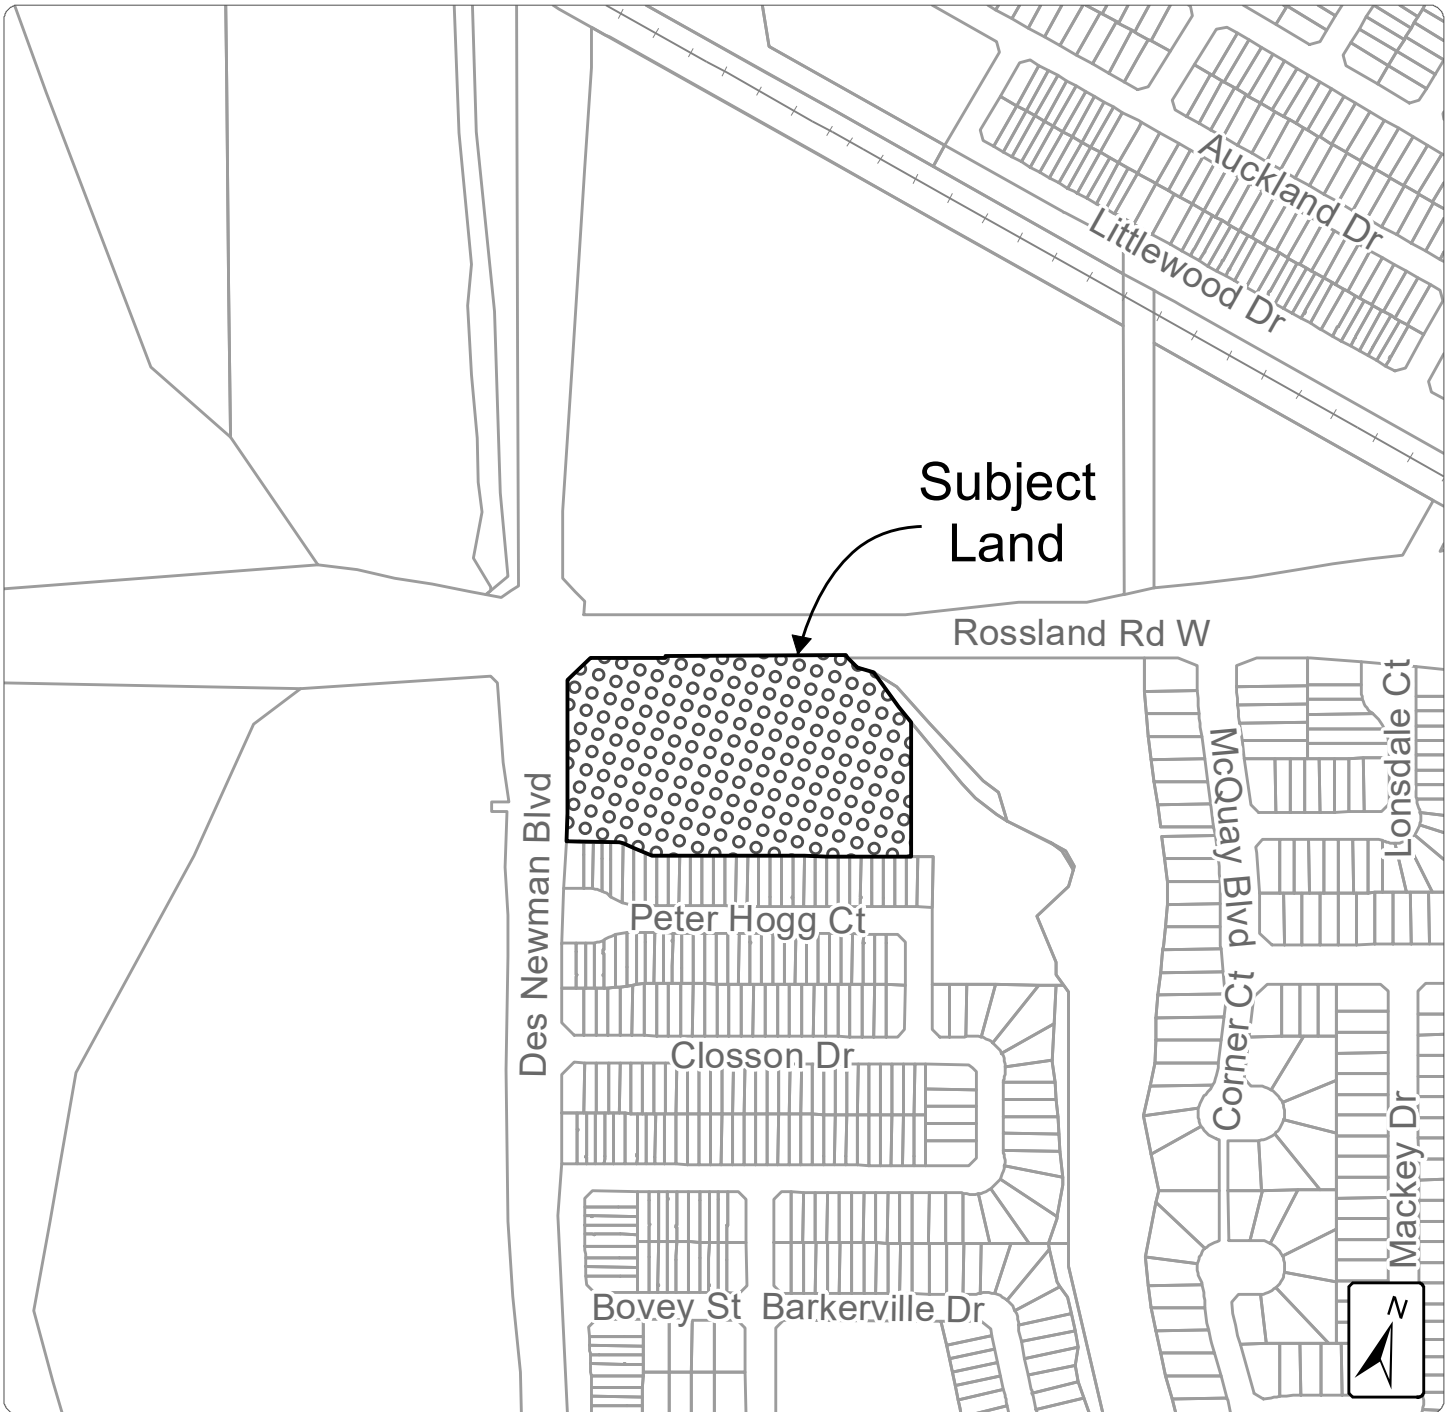 Auckland Dr
Littlewood Dr
Subject
Land
Rossland Rd W
Lonsdale Ct
McQuay Blvd
Des Newman Blvd
Peter Hogg Ct
Corner Ct
Closson Dr
Mackey Dr
Bovey St
Barkerville Dr
N